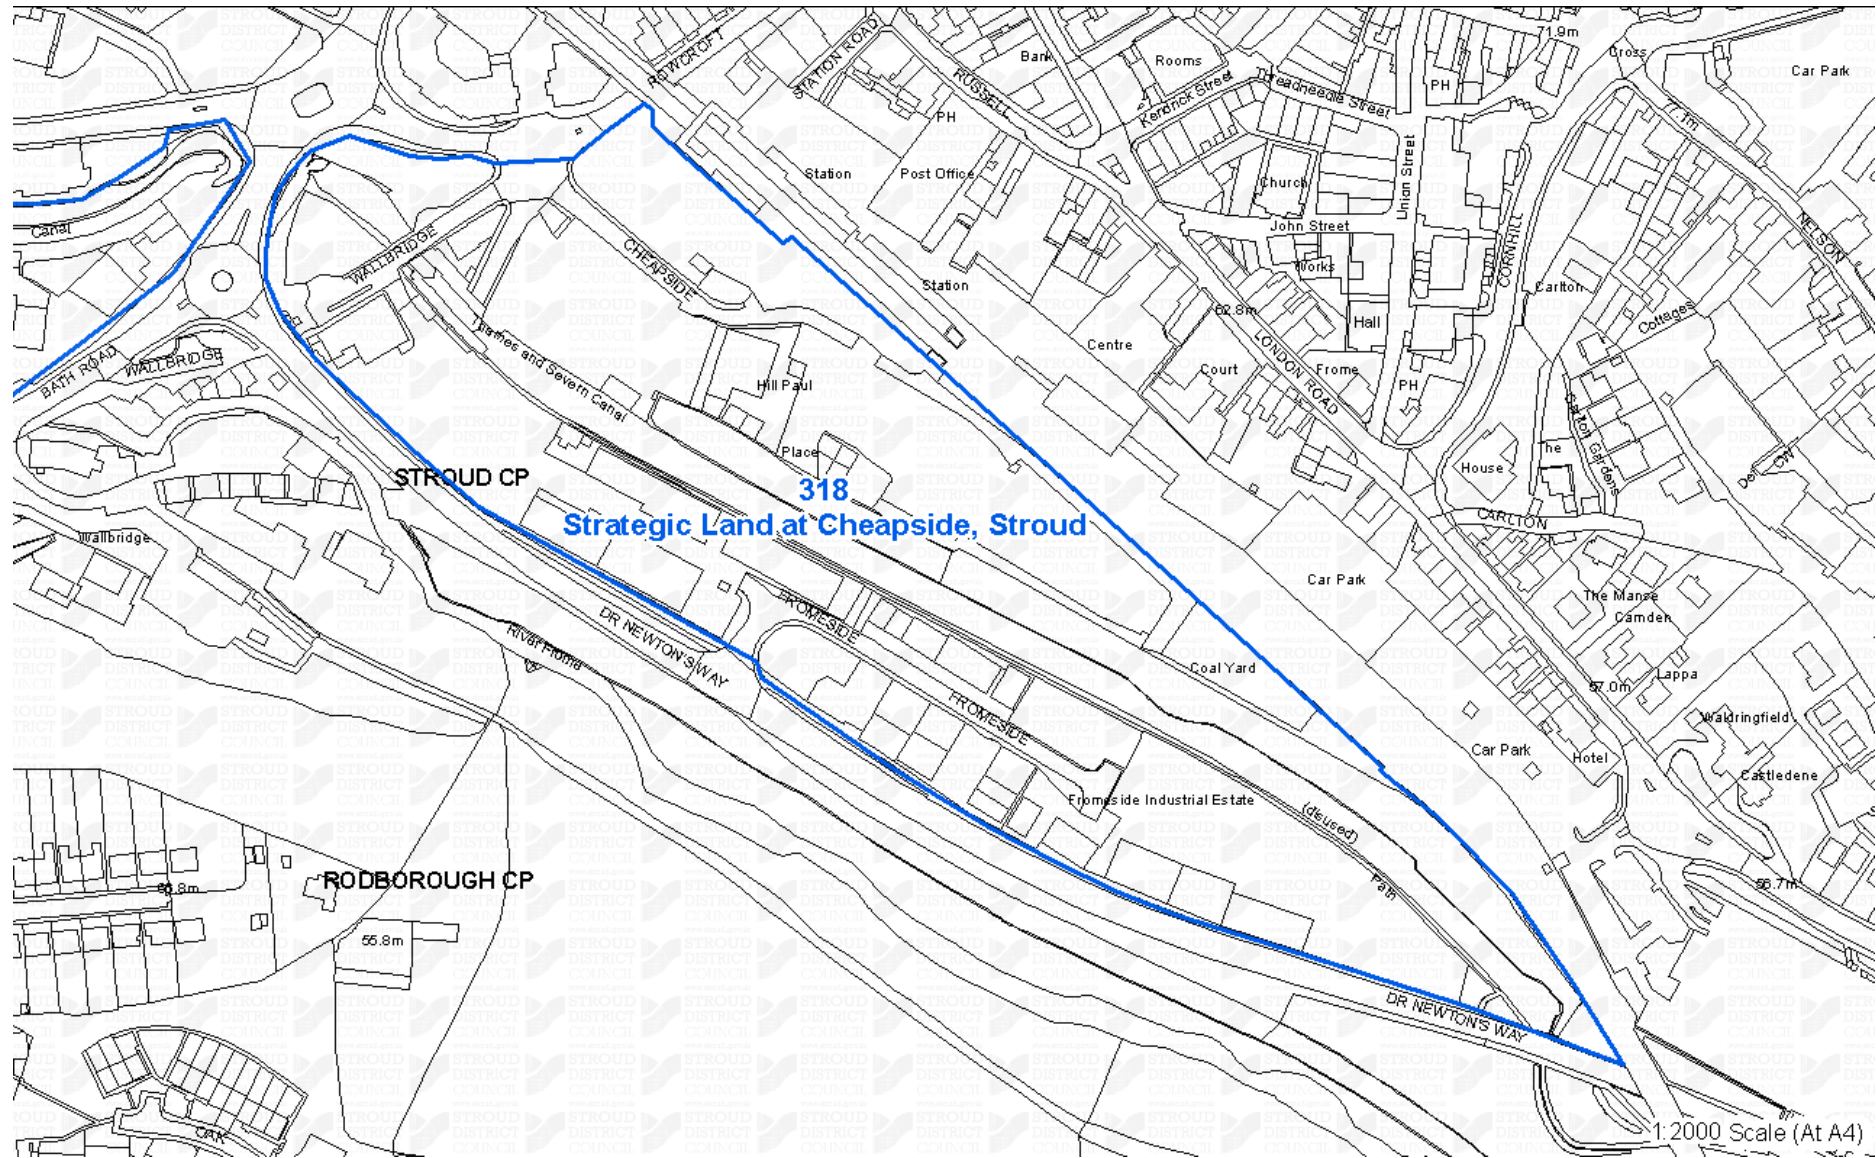 ROWCROFT
STATION ROAD
RUSSELL
Bank
Rooms
Kendrick Street
Threadneedle Street
PH
71.9m
Cross
Car Park
77.1m
PH
Station
Post Office
Church
Union Street
John Street
CORNHILL
NELSON
Canal
WALLBRIDGE
CHEAPSIDE
Station
Works
Carlton
Cottages
62.8m
LONDON ROAD
Hall
Centre
Court
Frome
PH
BATH ROAD
WALLBRIDGE
Thames and Severn Canal
Hill Paul
Place
House
The
Gardens
CARLTON
STROUD CP
318
Strategic Land at Cheapside, Stroud
Wallbridge
Car Park
The Manse
Camden
FROMESIDE
DR NEWTON'S WAY
River Frome
Coal Yard
Lappa
57.0m
FROMESIDE
Waldringfield
Car Park
Hotel
Castledene
Fromeside Industrial Estate
(disused)
Path
RODBOROUGH CP
55.8m
DR NEWTON'S WAY
OAK
1:2000 Scale (At A4)